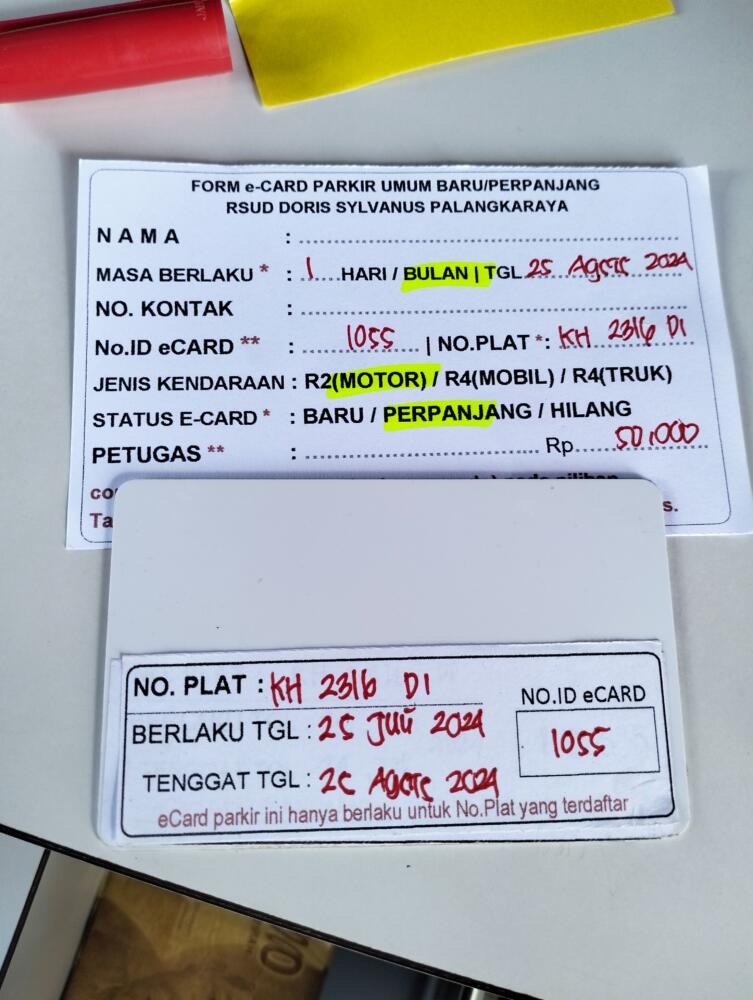 FORM e-CARD PARKIR UMUM BARU/PERPANJANG
RSUD DORIS SYLVANUS PALANGKARAYA
NAMA :
MASA BERLAKU * : 1 HARI / BULAN | TGL 25 Agsts 2024
NO. KONTAK :
No.ID eCARD ** : 1055 | NO.PLAT *: KH 2316 DI
JENIS KENDARAAN : R2(MOTOR) / R4(MOBIL) / R4(TRUK)
STATUS E-CARD * : BARU / PERPANJANG / HILANG
PETUGAS ** : Rp. 50.000
NO. PLAT : KH 2316 DI
BERLAKU TGL : 25 Juli 2024
TENGGAT TGL : 25 Agsts 2024
NO.ID eCARD
1055
eCard parkir ini hanya berlaku untuk No.Plat yang terdaftar
10